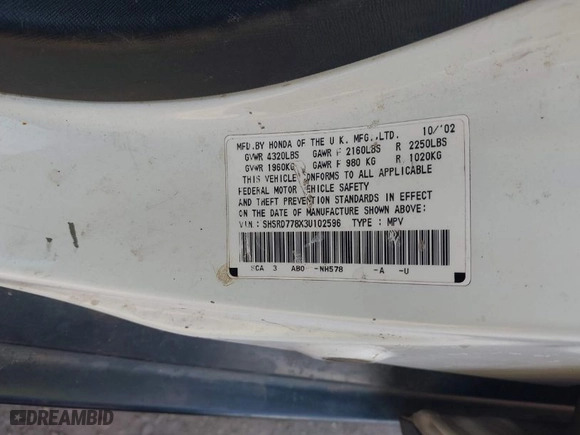 MFD.BY HONDA OF THE U K. MFG.,LTD. 10/'02
GVWR 4320LBS GAWR F 2160LBS R 2250LBS
GVWR 1960KG GAWR F 980 KG R 1020KG
THIS VEHICLE CONFORMS TO ALL APPLICABLE
FEDERAL MOTOR VEHICLE SAFETY
AND THEFT PREVENTION STANDARDS IN EFFECT
ON THE DATE OF MANUFACTURE SHOWN ABOVE:
VIN: SHSRD778X3U102596 TYPE: MPV
SCA 3 AB0 -NH578 -A -U
DREAMBID